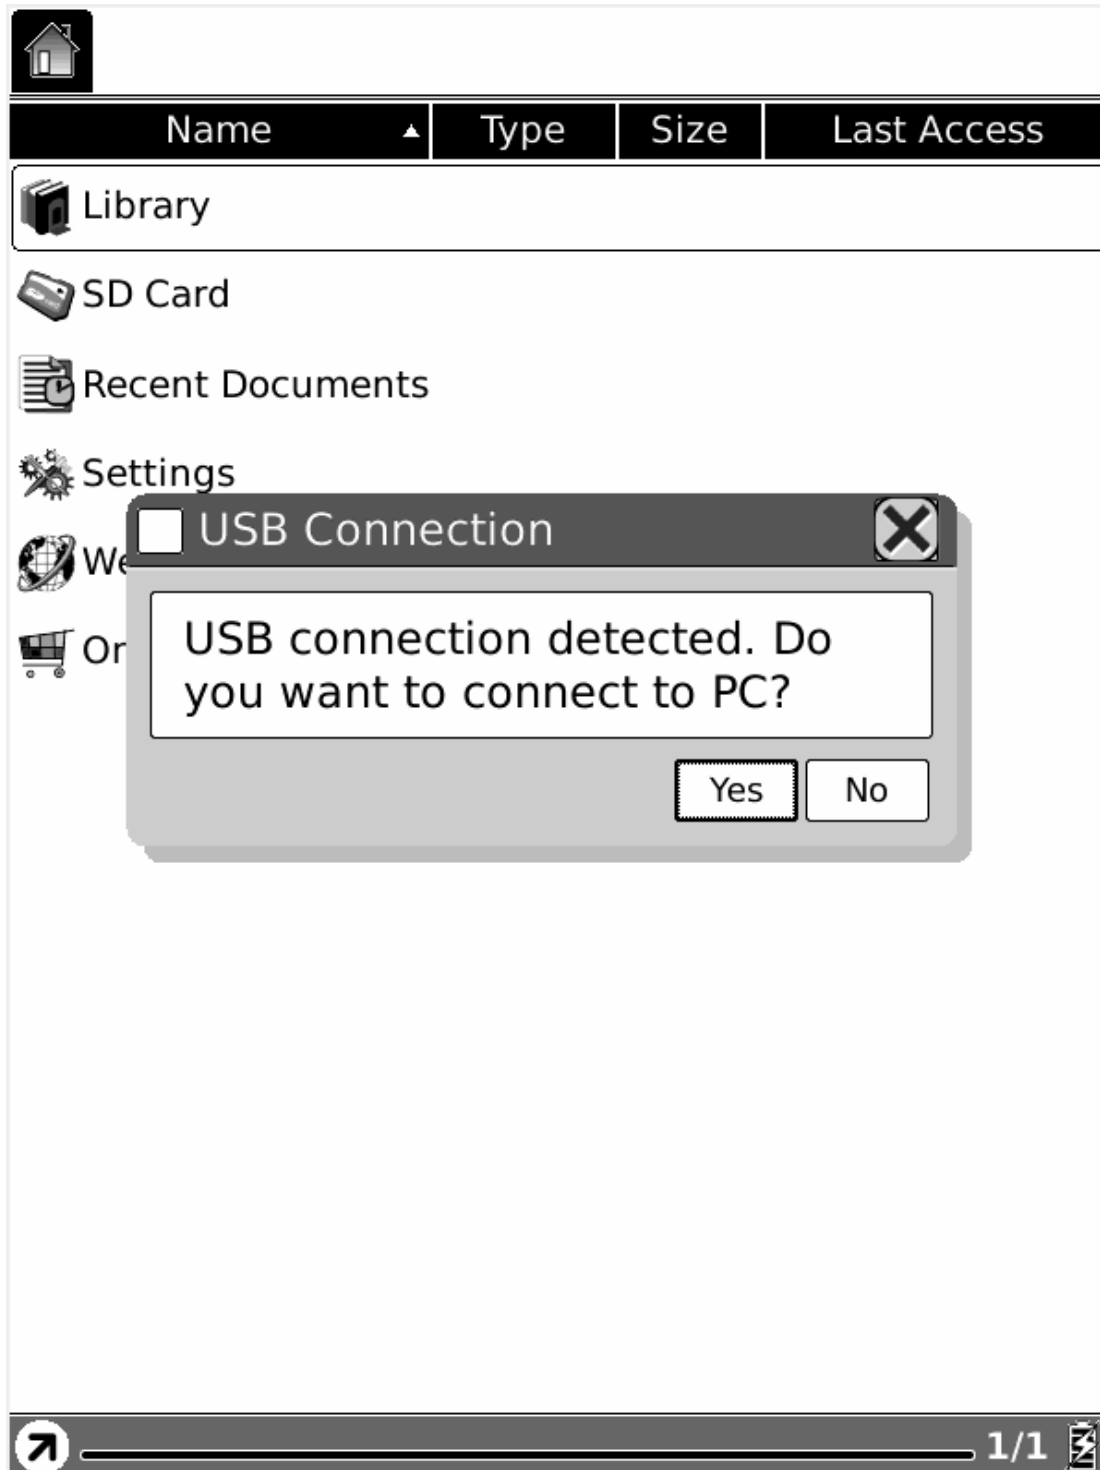 Name Type Size Last Access
Library
SD Card
Recent Documents
Settings
USB Connection
USB connection detected. Do
you want to connect to PC?
Yes No
1/1